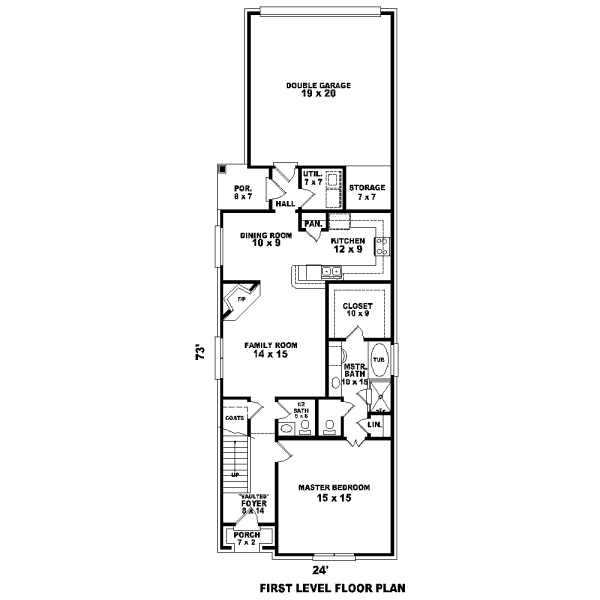 DOUBLE GARAGE
19 x 20
UTIL.
7 x 7
POR.
8 x 7
STORAGE
7 x 7
HALL
PAN.
DINING ROOM
10 x 9
KITCHEN
12 x 9
F/P
CLOSET
10 x 9
FAMILY ROOM
14 x 15
73'
MSTR.
BATH
10 x 15
TUB
1/2
BATH
COATS
LIN.
UP
MASTER BEDROOM
15 x 15
"VAULTED"
FOYER
8 x 14
PORCH
7 x 2
24'
FIRST LEVEL FLOOR PLAN